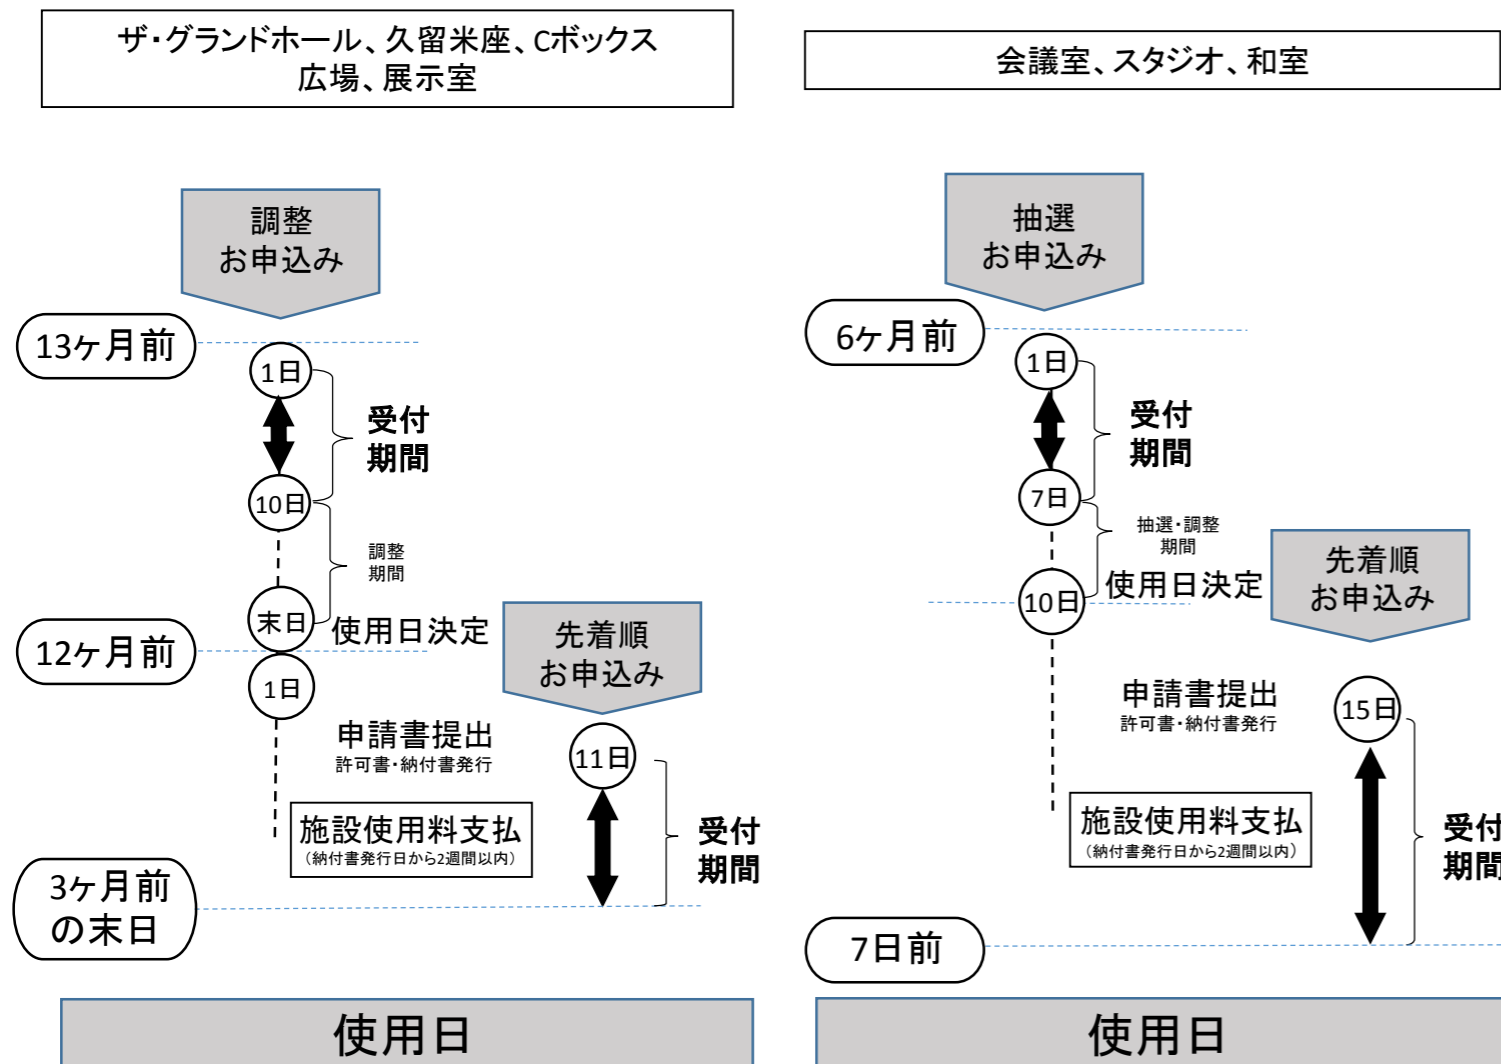 ザ・グランドホール、久留米座、Cボックス
広場、展示室
調整
お申込み
13ヶ月前
1日
受付
期間
10日
調整
期間
末日
使用日決定
12ヶ月前
1日
先着順
お申込み
申請書提出
許可書・納付書発行
11日
施設使用料支払
（納付書発行日から2週間以内）
受付
期間
3ヶ月前
の末日
使用日
会議室、スタジオ、和室
抽選
お申込み
6ヶ月前
1日
受付
期間
7日
抽選・調整
期間
10日
使用日決定
先着順
お申込み
申請書提出
許可書・納付書発行
15日
施設使用料支払
（納付書発行日から2週間以内）
受付
期間
7日前
使用日